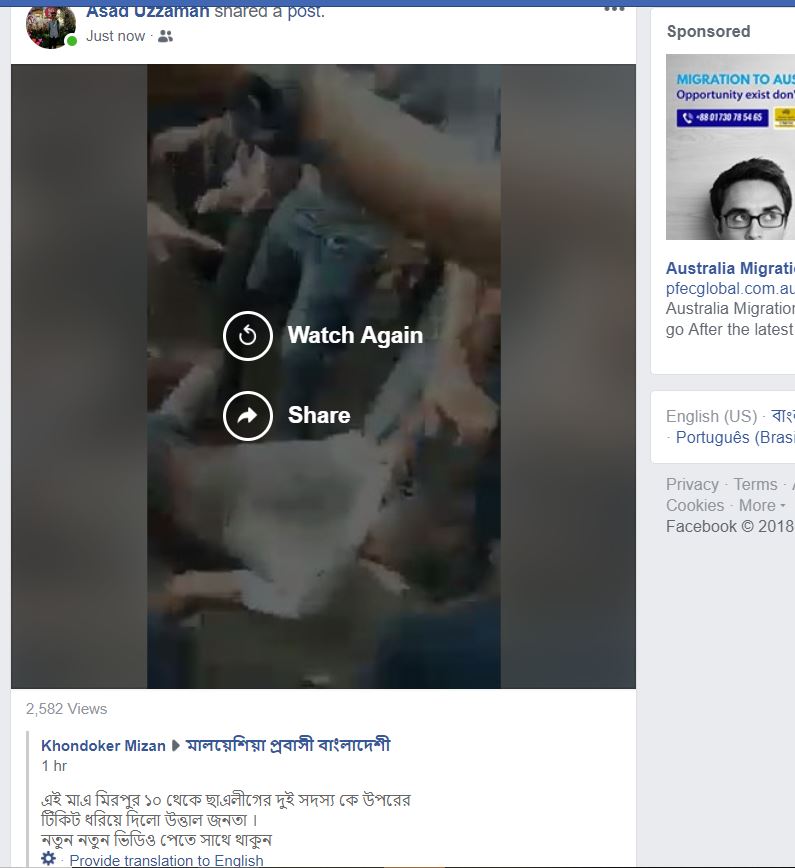 Asad Uzzaman shared a post.
Just now ·
Watch Again
Share
2,582 Views
Khondoker Mizan মালয়েশিয়া প্রবাসী বাংলাদেশী
1 hr
এই মাএ মিরপুর ১০ থেকে ছাএলীগের দুই সদস্য কে উপরের
টিকিট ধরিয়ে দিলো উত্তাল জনতা ।
নতুন নতুন ভিডিও পেতে সাথে থাকুন
· Provide translation to English
Sponsored
MIGRATION TO AUS
Opportunity exist don'
+88 01730 78 54 65
Australia Migrati
pfecglobal.com.au
Australia Migration
go After the latest
English (US) · বাং
· Português (Brasi
Privacy · Terms ·
Cookies · More
Facebook © 2018